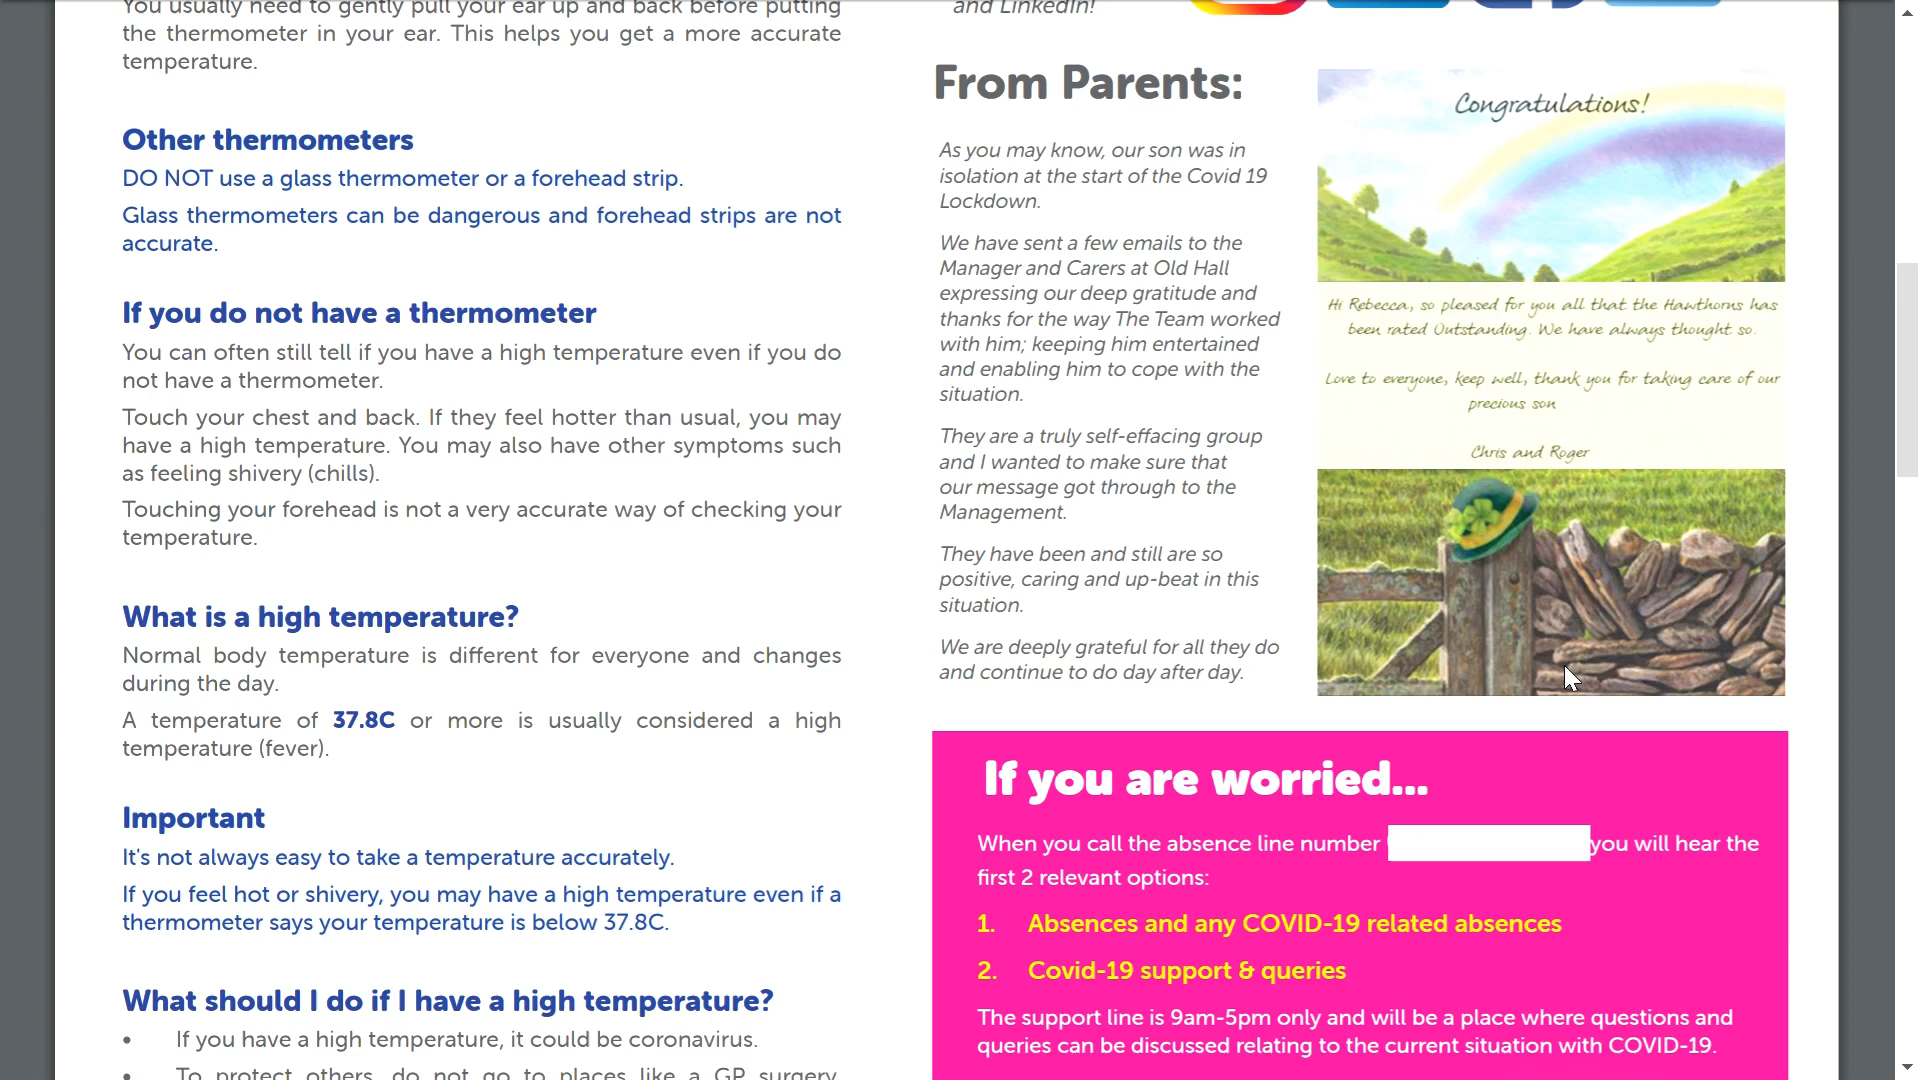 You usually need to gently pull your ear up and back before putting
the thermometer in your ear. This helps you get a more accurate
temperature.
Other thermometers
DO NOT use a glass thermometer or a forehead strip.
Glass thermometers can be dangerous and forehead strips are not
accurate.
If you do not have a thermometer
You can often still tell if you have a high temperature even if you do
not have a thermometer.
Touch your chest and back. If they feel hotter than usual, you may
have a high temperature. You may also have other symptoms such
as feeling shivery (chills).
Touching your forehead is not a very accurate way of checking your
temperature.
What is a high temperature?
Normal body temperature is different for everyone and changes
during the day.
A temperature of 37.8C or more is usually considered a high
temperature (fever).
Important
It's not always easy to take a temperature accurately.
If you feel hot or shivery, you may have a high temperature even if a
thermometer says your temperature is below 37.8C.
What should I do if I have a high temperature?
• If you have a high temperature, it could be coronavirus.
• To protect others, do not go to places like a GP surgery,
and LinkedIn!
From Parents:
As you may know, our son was in
isolation at the start of the Covid 19
Lockdown.
We have sent a few emails to the
Manager and Carers at Old Hall
expressing our deep gratitude and
thanks for the way The Team worked
with him; keeping him entertained
and enabling him to cope with the
situation.
They are a truly self-effacing group
and I wanted to make sure that
our message got through to the
Management.
They have been and still are so
positive, caring and up-beat in this
situation.
We are deeply grateful for all they do
and continue to do day after day.
Congratulations!
Hi Rebecca, so pleased for you all that the Hawthorns has
been rated Outstanding. We have always thought so.
Love to everyone, keep well, thank you for taking care of our
precious son
Chris and Roger
If you are worried...
When you call the absence line number you will hear the
first 2 relevant options:
1. Absences and any COVID-19 related absences
2. Covid-19 support & queries
The support line is 9am-5pm only and will be a place where questions and
queries can be discussed relating to the current situation with COVID-19.